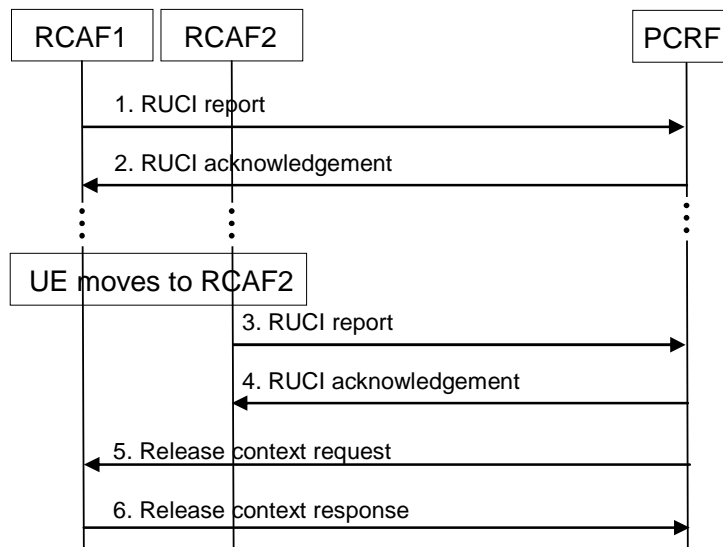 RCAF1
RCAF2
PCRF
1. RUCI report
2. RUCI acknowledgement
UE moves to RCAF2
3. RUCI report
4. RUCI acknowledgement
5. Release context request
6. Release context response